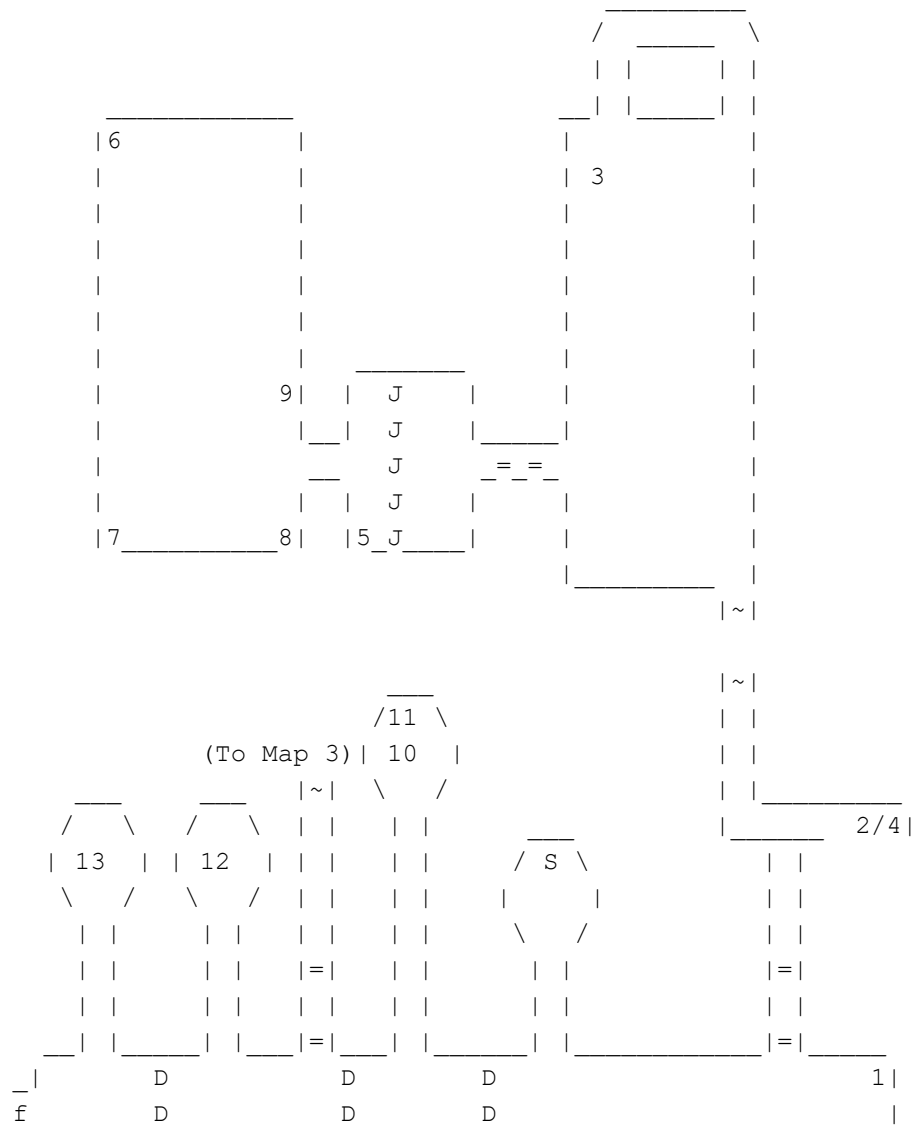 6
3
J
9| | J
J
J =_=
J
7 8 5 J
~
~
11
(To Map 3) 10
~
2/4
13 12 S
= =
= =
D D D 1
f D D D